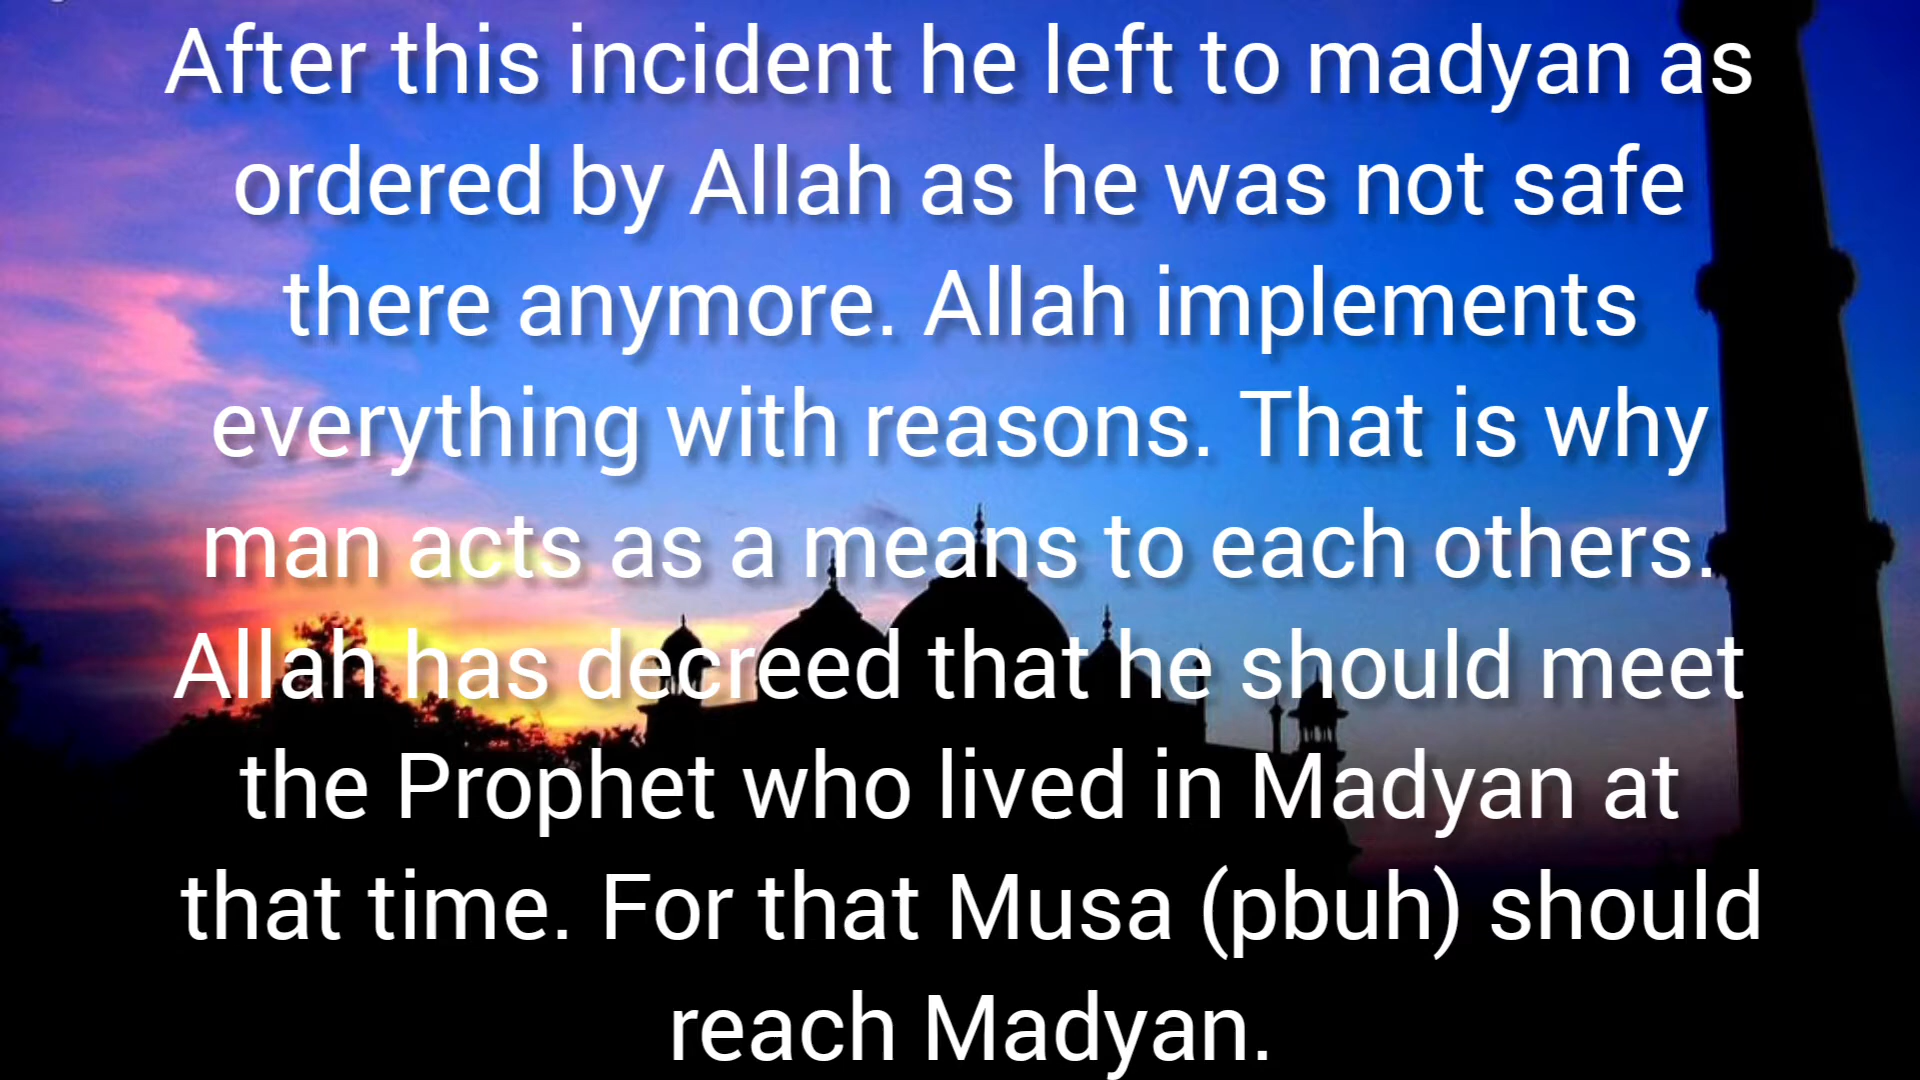 After this incident he left to madyan as
ordered by Allah as he was not safe
there anymore. Allah implements
everything with reasons. That is why
man acts as a means to each others.
Allah has decreed that he should meet
the Prophet who lived in Madyan at
that time. For that Musa (pbuh) should
reach Madyan.